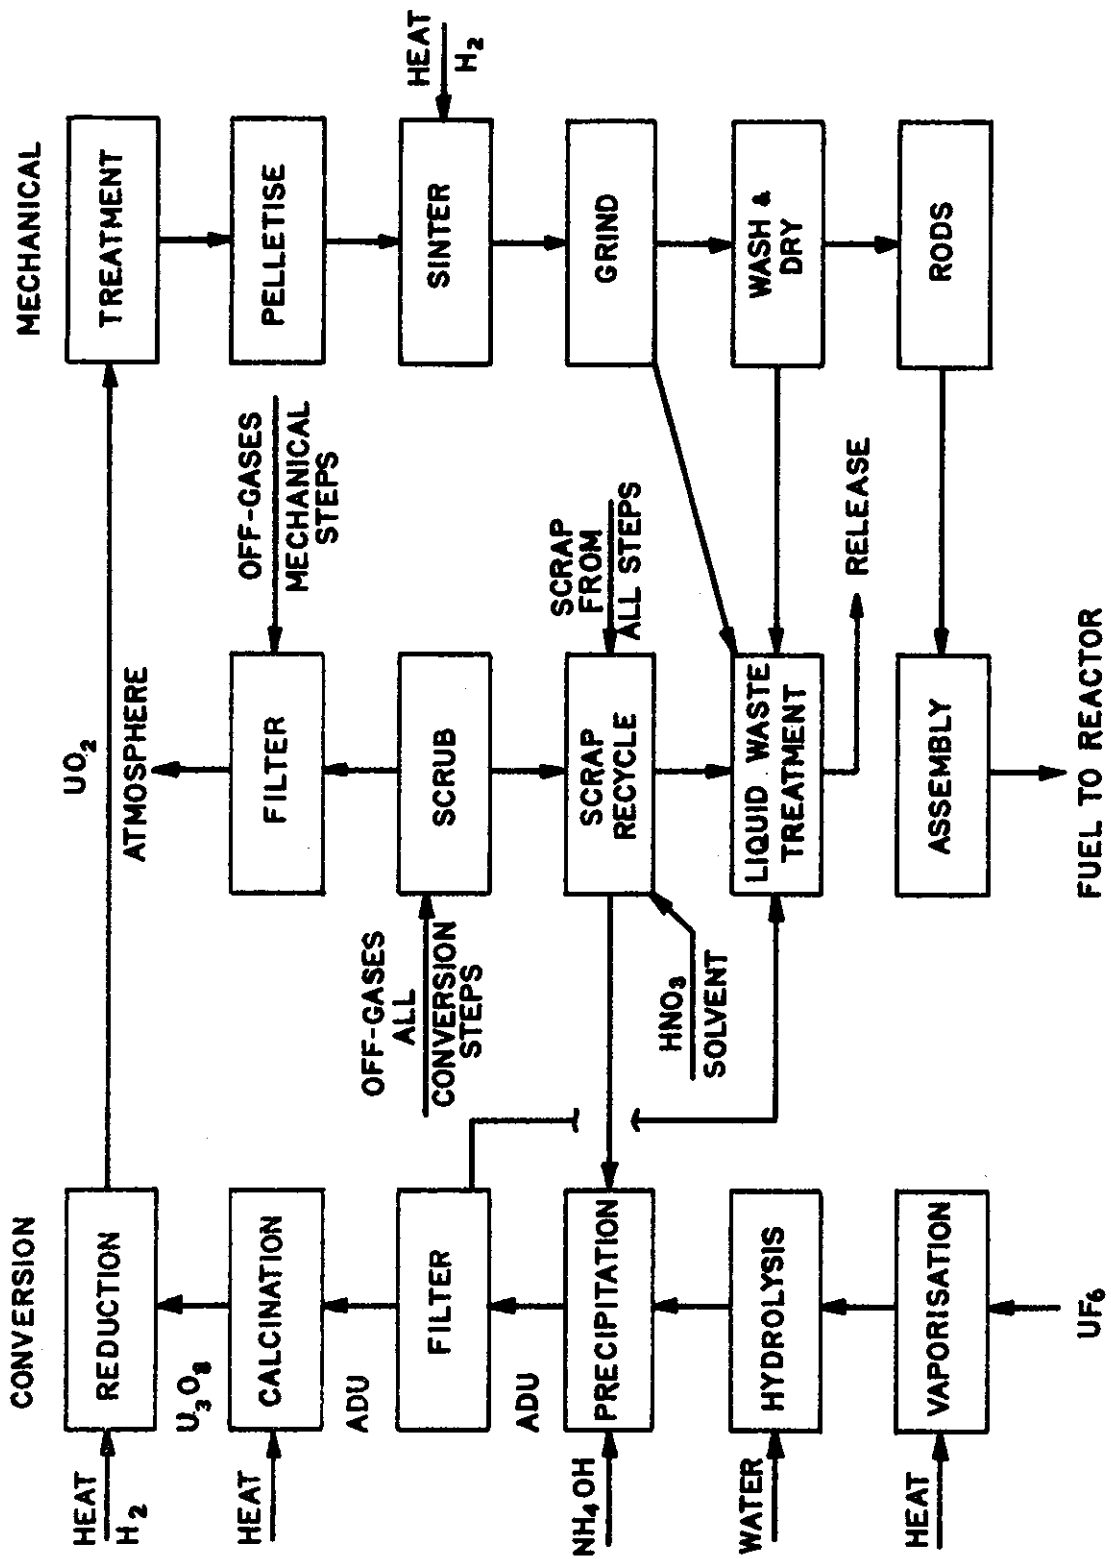 CONVERSION
MECHANICAL
HEAT
H2
REDUCTION
UO2
TREATMENT
U3O8
ATMOSPHERE
HEAT
CALCINATION
FILTER
OFF-GASES
MECHANICAL
STEPS
PELLETISE
ADU
FILTER
OFF-GASES
ALL
CONVERSION
STEPS
SCRUB
SINTER
HEAT
H2
ADU
NH4OH
PRECIPITATION
SCRAP
RECYCLE
SCRAP
FROM
ALL STEPS
GRIND
HNO3
SOLVENT
WATER
HYDROLYSIS
LIQUID WASTE
TREATMENT
WASH &
DRY
RELEASE
HEAT
VAPORISATION
ASSEMBLY
RODS
UF6
FUEL TO REACTOR